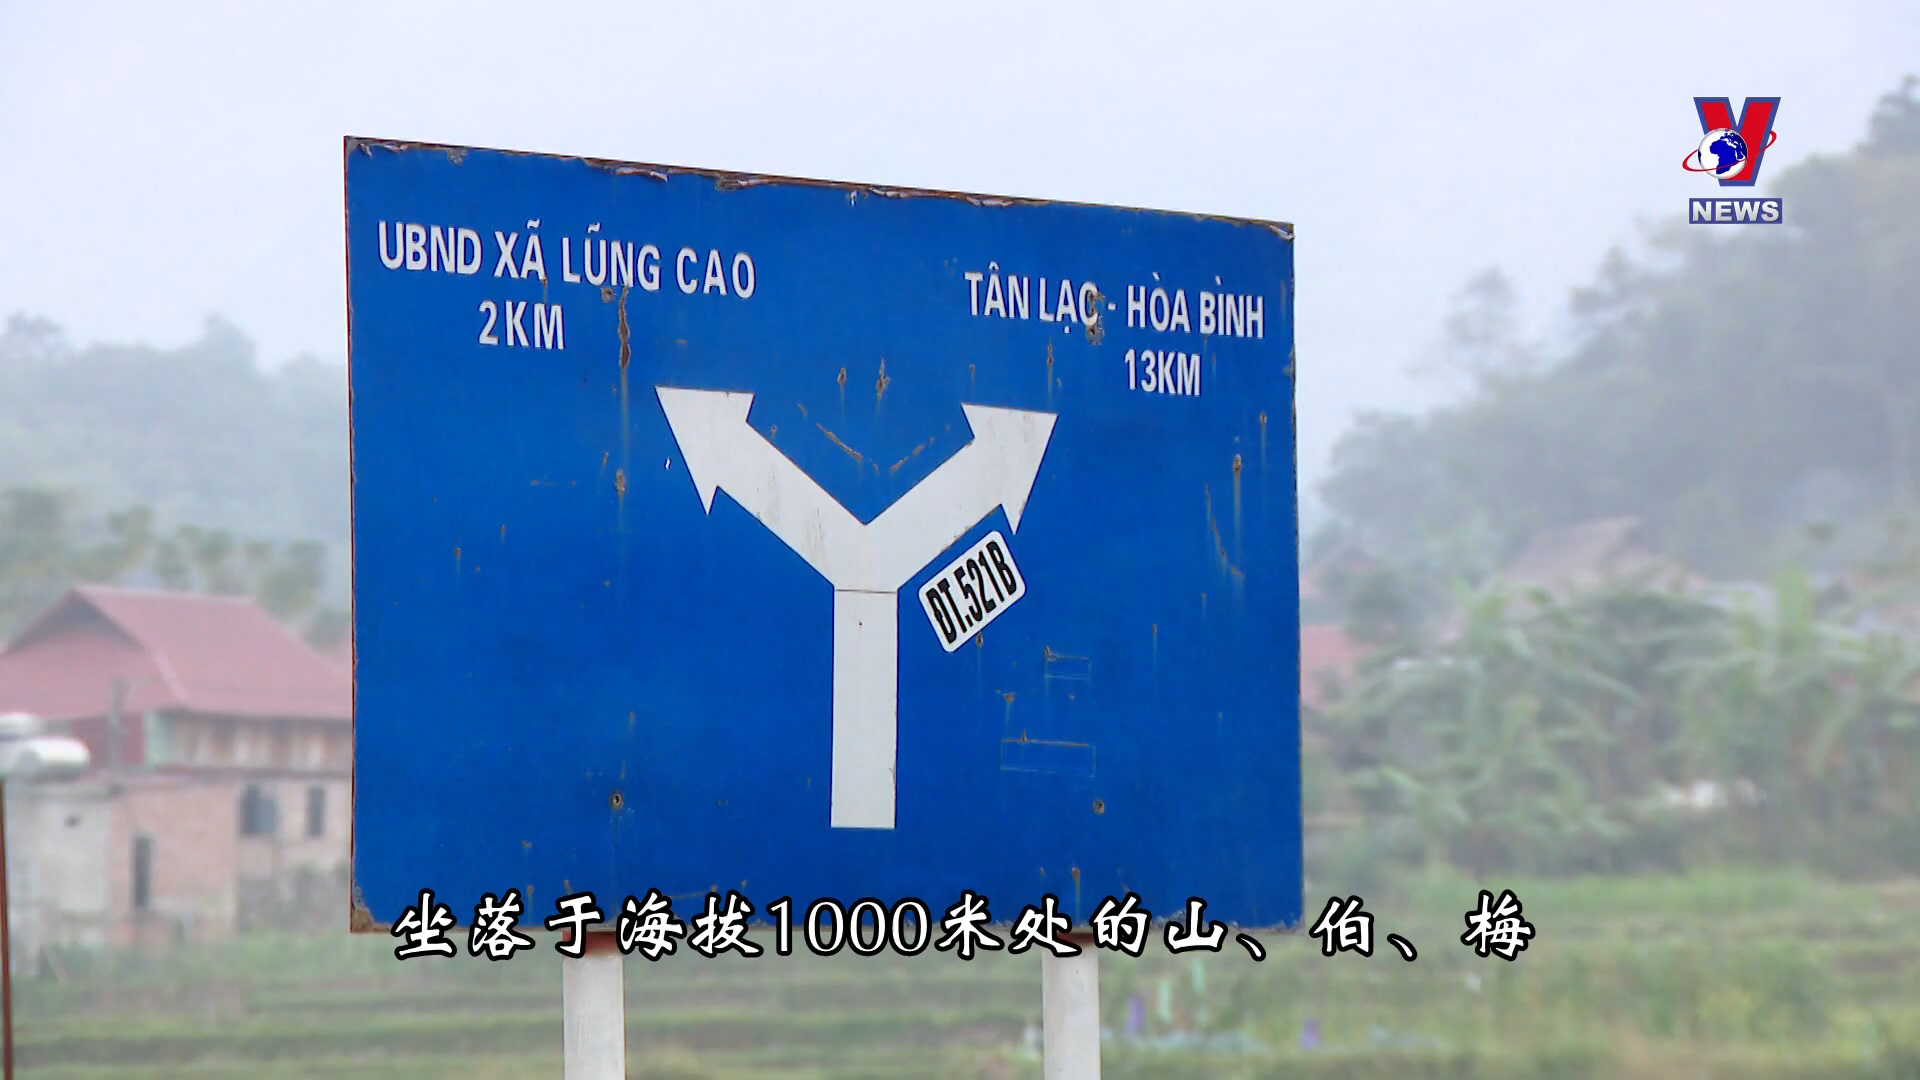 NEWS
UBND XÃ LŨNG CAO
2KM
TÂN LẠC - HÒA BÌNH
13KM
ĐT.521B
坐落于海拔1000米处的山、伯、梅